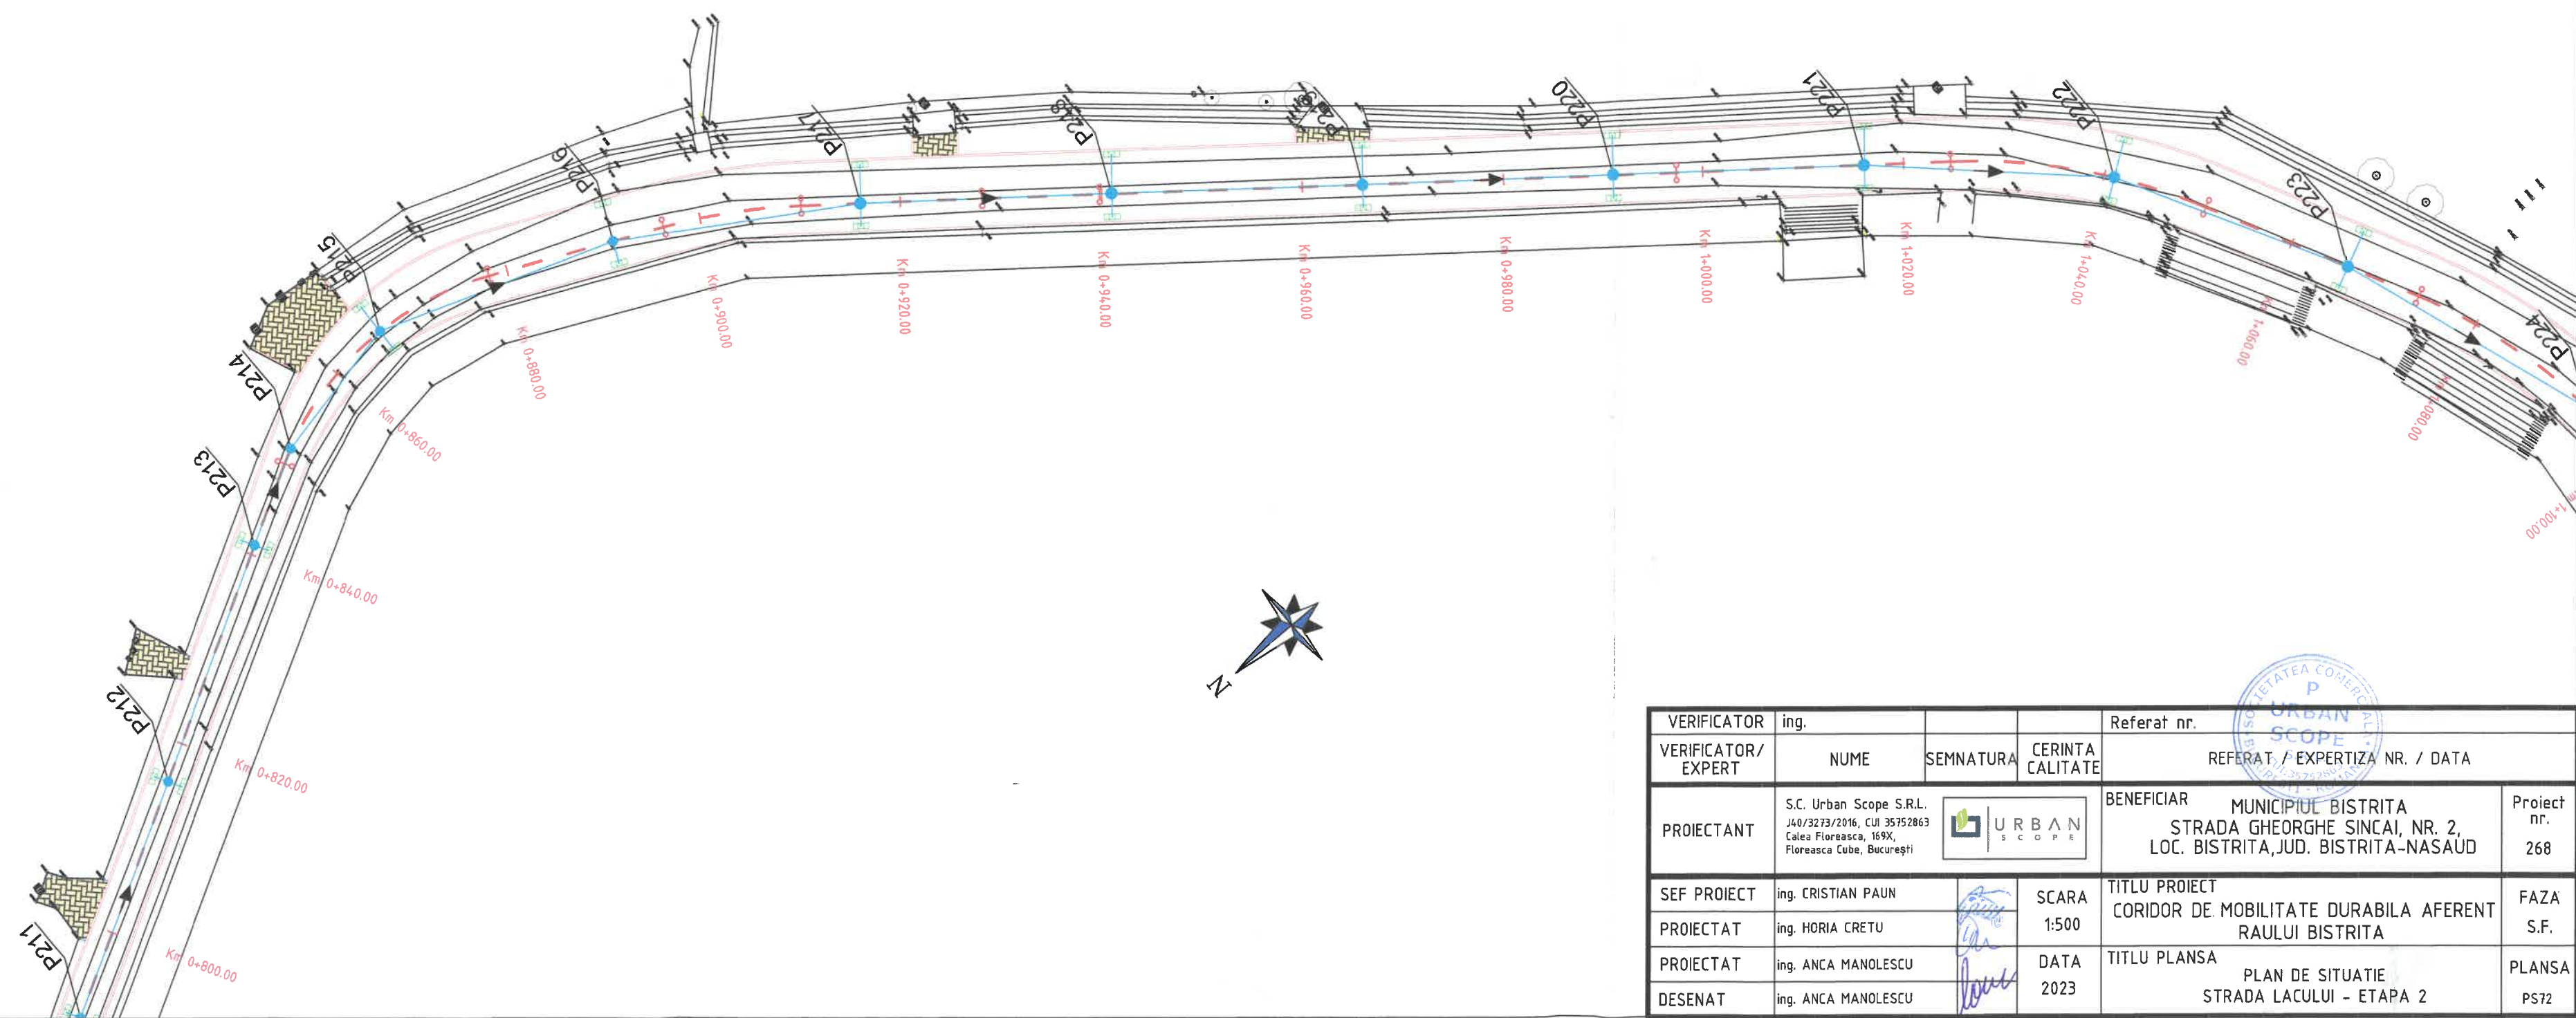 P211
P212
P213
P214
P215
P216
P217
P218
P220
P221
P222
P223
P224
Km 0+800.00
Km 0+820.00
Km 0+840.00
Km 0+860.00
Km 0+880.00
Km 0+900.00
Km 0+920.00
Km 0+940.00
Km 0+960.00
Km 0+980.00
Km 1+000.00
Km 1+020.00
Km 1+040.00
Km 1+060.00
Km 1+080.00
1+100.00
N
VERIFICATOR ing. Referat nr.
VERIFICATOR/
EXPERT
NUME
SEMNATURA
CERINTA
CALITATE
REFERAT / EXPERTIZA NR. / DATA
SOCIETATEA COMERCIALA
P
URBAN
SCOPE
PROIECTANT
S.C. Urban Scope S.R.L.
J40/3273/2016, CUI 35752863
Calea Floreasca, 169X,
Floreasca Cube, București
URBAN
SCOPE
BENEFICIAR
MUNICIPIUL BISTRITA
STRADA GHEORGHE SINCAI, NR. 2,
LOC. BISTRITA,JUD. BISTRITA-NASAUD
Proiect
nr.
268
SEF PROIECT ing. CRISTIAN PAUN
PROIECTAT ing. HORIA CRETU
PROIECTAT ing. ANCA MANOLESCU
DESENAT ing. ANCA MANOLESCU
SCARA
1:500
DATA
2023
TITLU PROIECT
CORIDOR DE MOBILITATE DURABILA AFERENT
RAULUI BISTRITA
FAZA
S.F.
TITLU PLANSA
PLAN DE SITUATIE
STRADA LACULUI - ETAPA 2
PLANSA
PS72